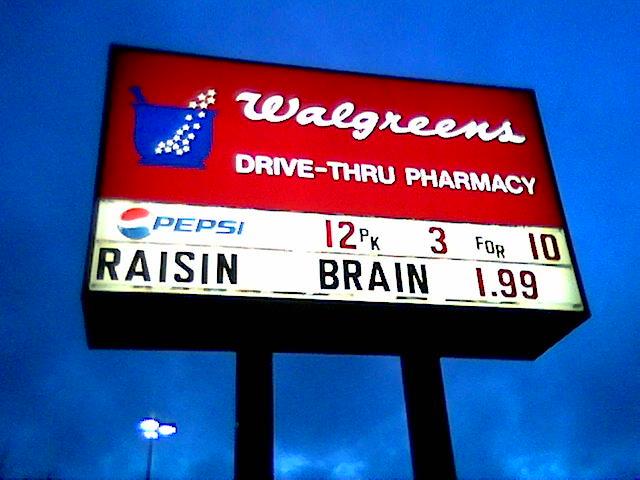 Walgreens
DRIVE-THRU PHARMACY
PEPSI 12PK 3 FOR 10
RAISIN BRAIN 1.99